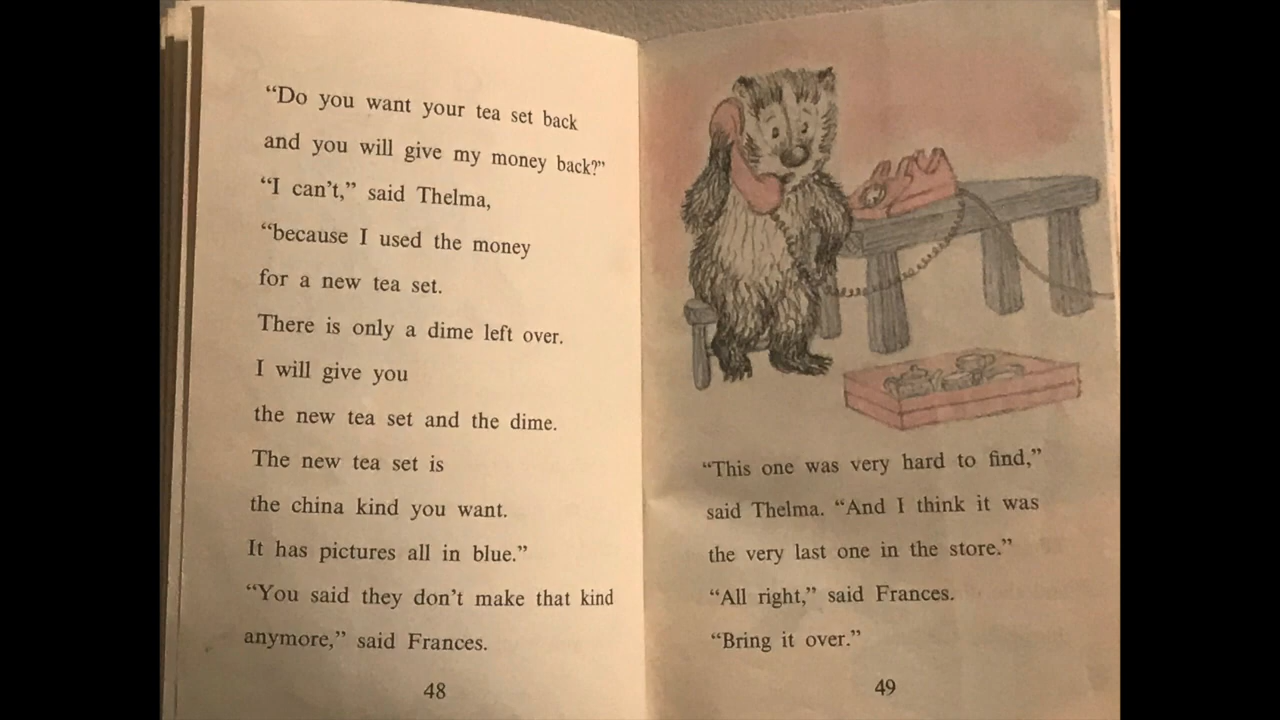 “Do you want your tea set back
and you will give my money back?”
“I can’t,” said Thelma,
“because I used the money
for a new tea set.
There is only a dime left over.
I will give you
the new tea set and the dime.
The new tea set is
the china kind you want.
It has pictures all in blue.”
“You said they don’t make that kind
anymore,” said Frances.
48
“This one was very hard to find,”
said Thelma. “And I think it was
the very last one in the store.”
“All right,” said Frances.
“Bring it over.”
49